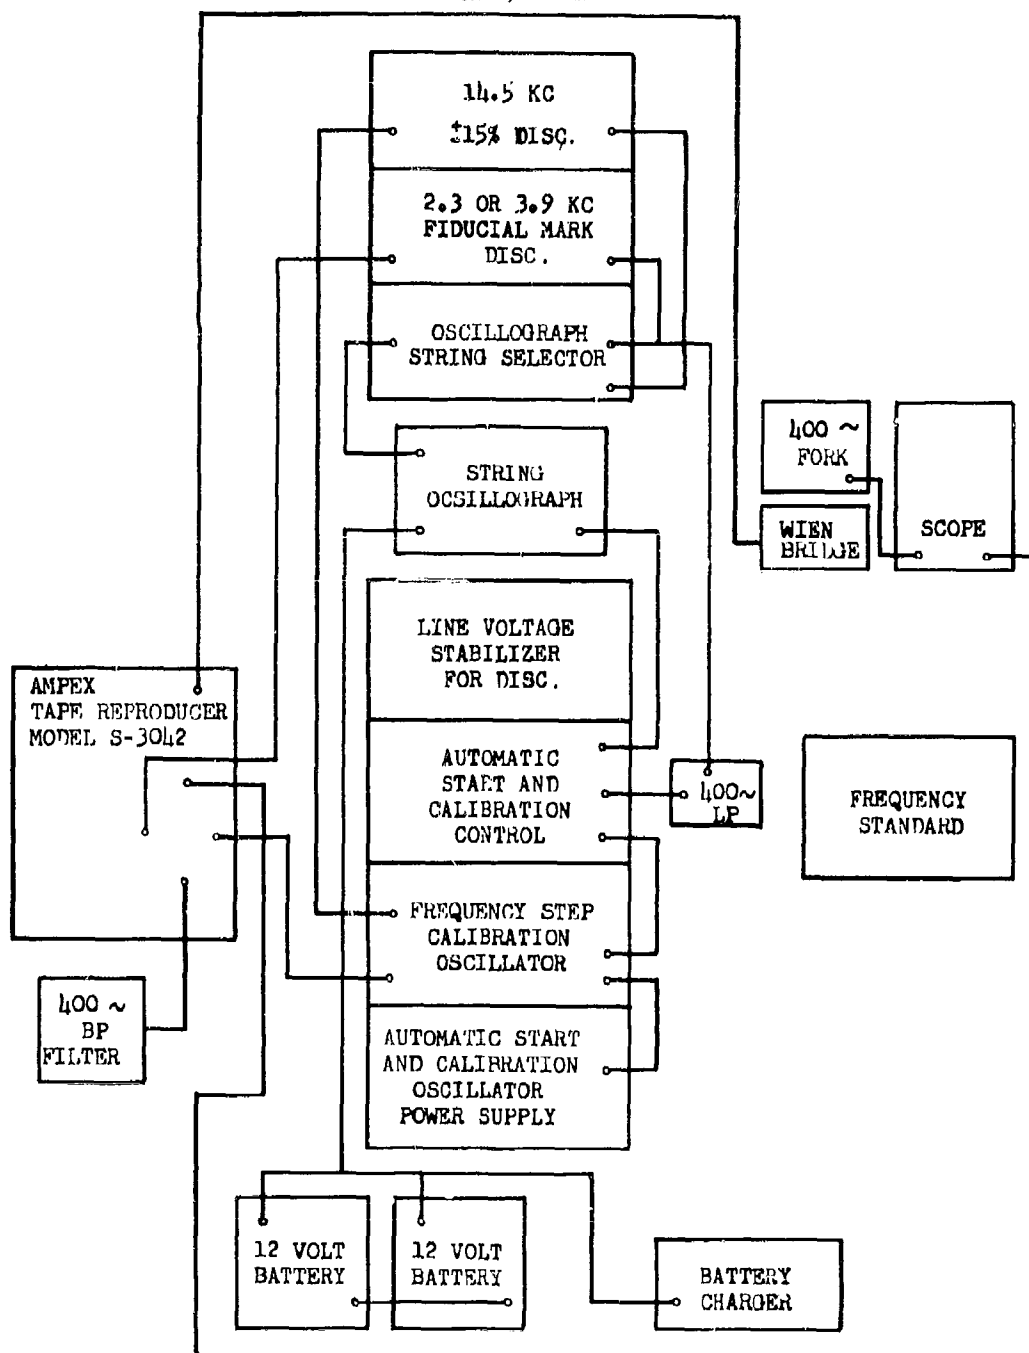 14.5 KC
±15% DISC.
2.3 OR 3.9 KC
FIDUCIAL MARK
DISC.
OSCILLOGRAPH
STRING SELECTOR
STRING
OCSILLOGRAPH
400 ~
FORK
WIEN
BRIDGE
SCOPE
LINE VOLTAGE
STABILIZER
FOR DISC.
AMPEX
TAPE REPRODUCER
MODEL S-3042
AUTOMATIC
START AND
CALIBRATION
CONTROL
400~
LP
FREQUENCY
STANDARD
FREQUENCY STEP
CALIBRATION
OSCILLATOR
400 ~
BP
FILTER
AUTOMATIC START
AND CALIBRATION
OSCILLATOR
POWER SUPPLY
12 VOLT
BATTERY
12 VOLT
BATTERY
BATTERY
CHARGER